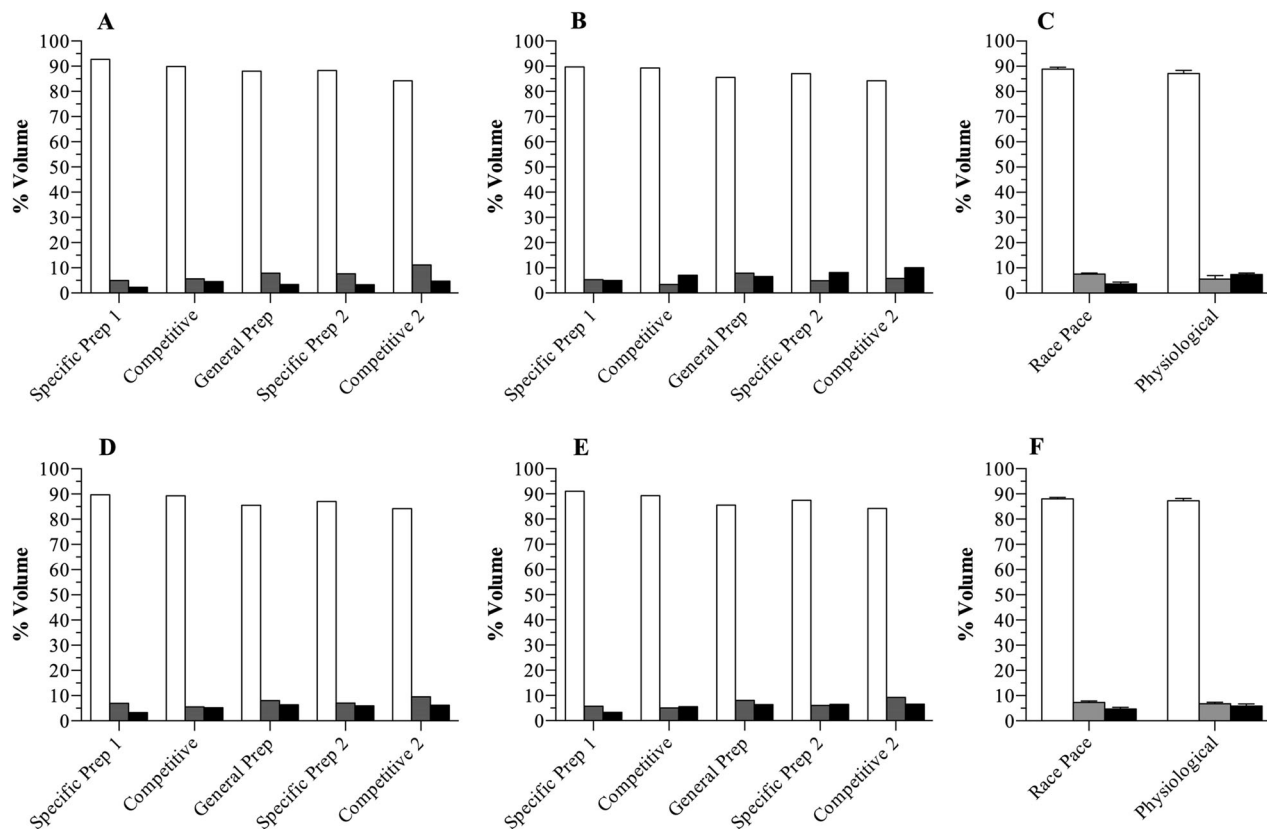 A
% Volume
100
90
80
70
60
50
40
30
20
10
0
Specific Prep 1
Competitive
General Prep
Specific Prep 2
Competitive 2
B
% Volume
100
90
80
70
60
50
40
30
20
10
0
Specific Prep 1
Competitive
General Prep
Specific Prep 2
Competitive 2
C
% Volume
100
90
80
70
60
50
40
30
20
10
0
Race Pace
Physiological
D
% Volume
100
90
80
70
60
50
40
30
20
10
0
Specific Prep 1
Competitive
General Prep
Specific Prep 2
Competitive 2
E
% Volume
100
90
80
70
60
50
40
30
20
10
0
Specific Prep 1
Competitive
General Prep
Specific Prep 2
Competitive 2
F
% Volume
100
90
80
70
60
50
40
30
20
10
0
Race Pace
Physiological